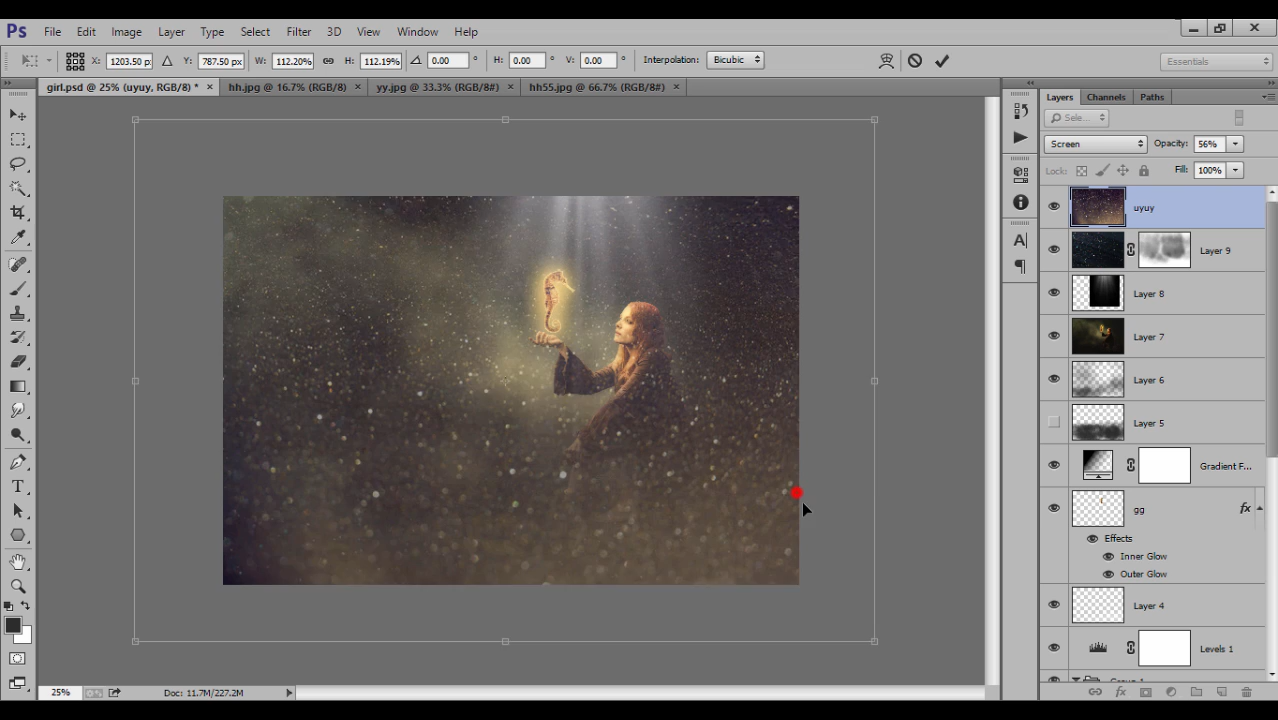 Ps File Edit Image Layer Type Select Filter 3D View Window Help
X: 1203.50 px Y: 787.50 px W: 112.20% H: 112.19% 0.00 ° H: 0.00 ° V: 0.00 ° Interpolation: Bicubic Essentials
girl.psd @ 25% (uyuy, RGB/8) * × hh.jpg @ 16.7% (RGB/8) × yy.jpg @ 33.3% (RGB/8#) × hh55.jpg @ 66.7% (RGB/8#) ×
Layers Channels Paths
Sele...
Screen Opacity: 56%
Lock: Fill: 100%
uyuy
Layer 9
Layer 8
Layer 7
Layer 6
Layer 5
Gradient F...
gg fx
Effects
Inner Glow
Outer Glow
Layer 4
Levels 1
Group 1
25% Doc: 11.7M/227.2M